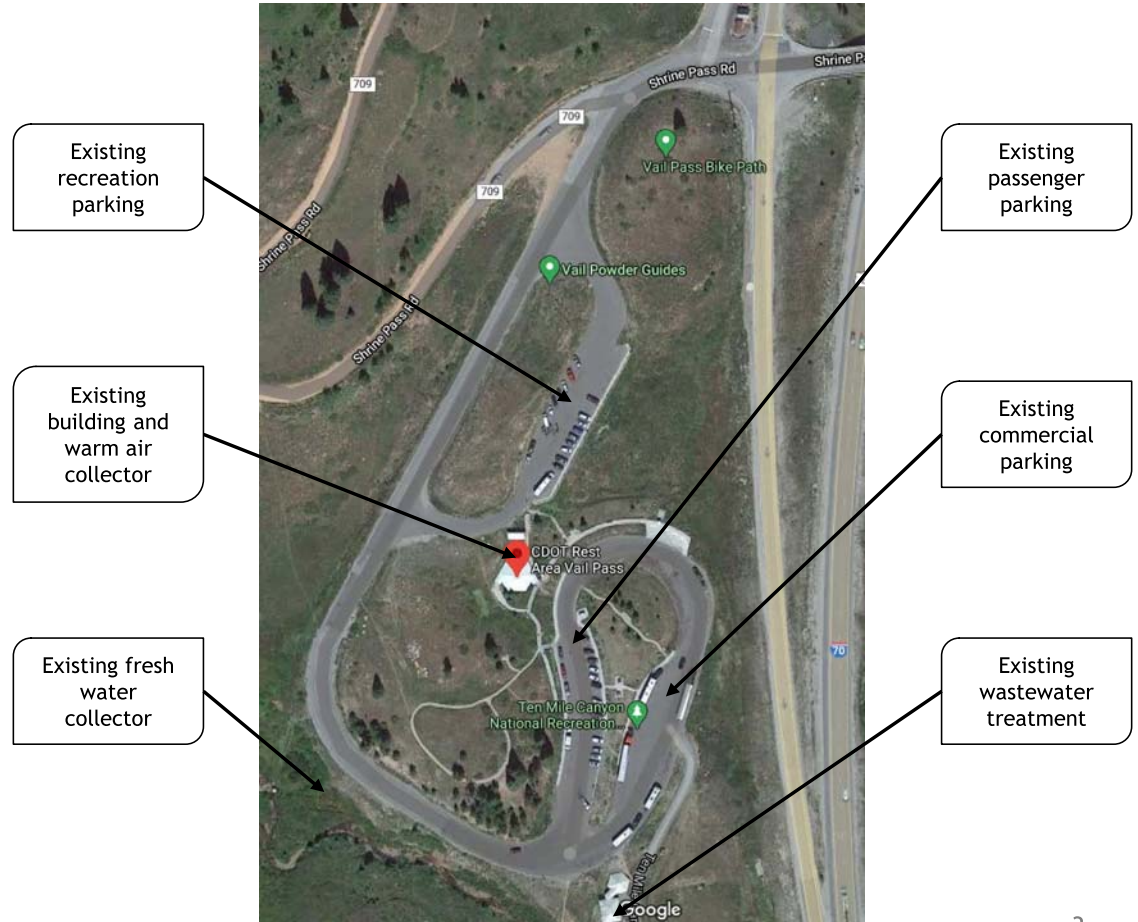 Existing
recreation
parking
Existing
building and
warm air
collector
Existing fresh
water
collector
Existing
passenger
parking
Existing
commercial
parking
Existing
wastewater
treatment
709
709
709
Shrine Pass Rd
Shrine P
Shrine Pass Rd
Shrine Pass Rd
Vail Pass Bike Path
Vail Powder Guides
CDOT Rest
Area Vail Pass
70
Ten Mile Canyon
National Recreation...
Ten Mile
Google